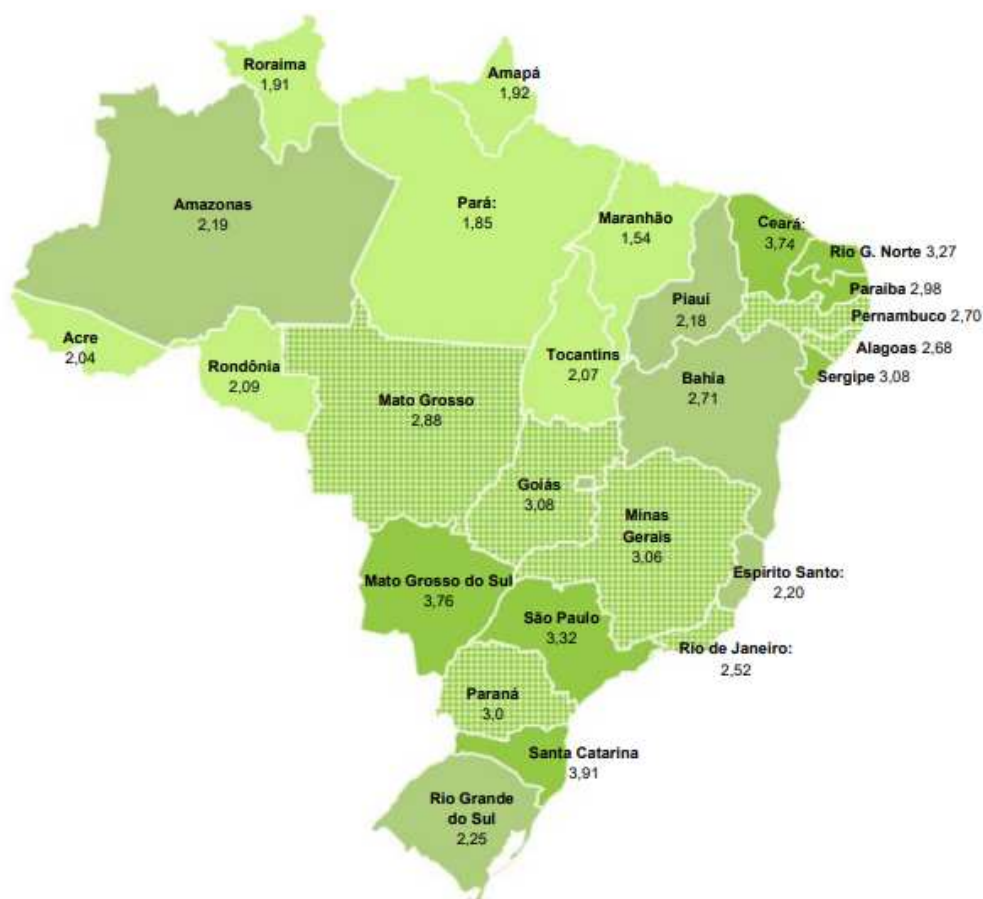 Roraima
1,91
Amapá
1,92
Amazonas
2,19
Pará:
1,85
Maranhão
1,54
Ceará:
3,74
Rio G. Norte 3,27
Paraiba 2,98
Piauí
2,18
Pernambuco 2,70
Acre
2,04
Rondônia
2,09
Tocantins
2,07
Alagoas 2,68
Sergipe 3,08
Bahia
2,71
Mato Grosso
2,88
Goiás
3,08
Minas
Gerais
3,06
Mato Grosso do Sul
3,76
Espirito Santo:
2,20
São Paulo
3,32
Rio de Janeiro:
2,52
Paraná
3,0
Santa Catarina
3,91
Rio Grande
do Sul
2,25